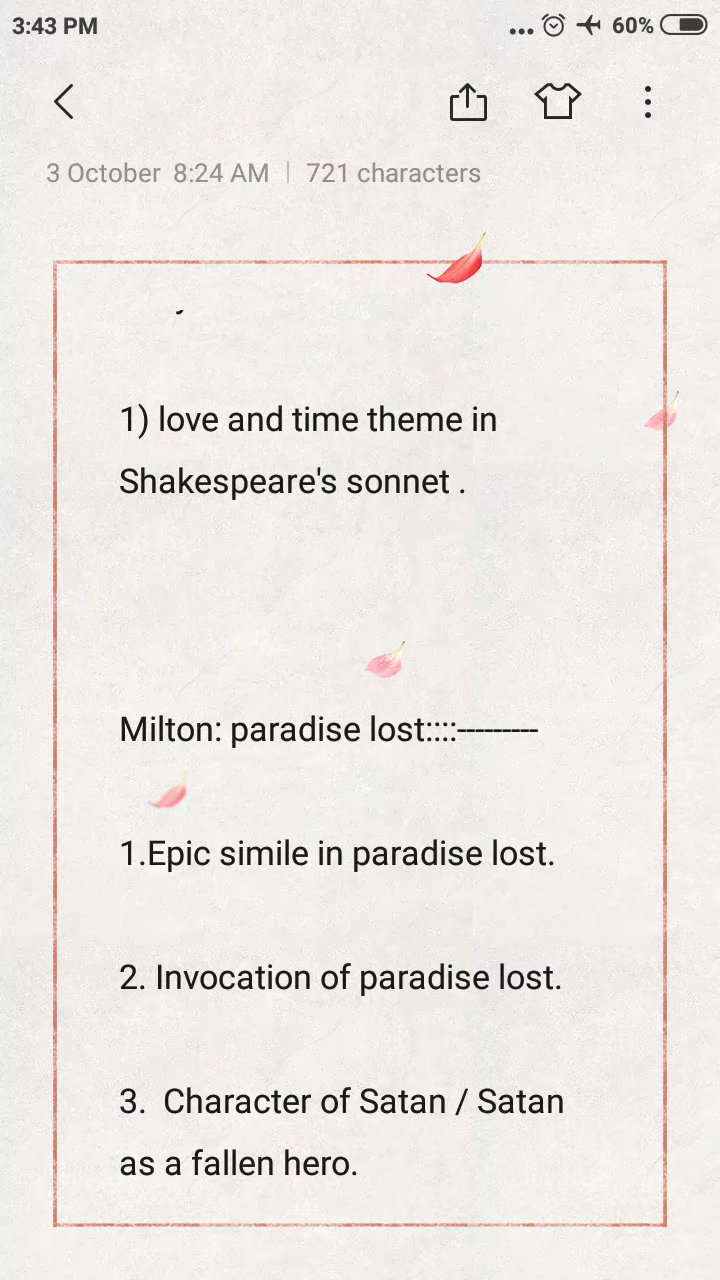 3:43 PM 60%
3 October 8:24 AM | 721 characters
1) love and time theme in
Shakespeare's sonnet .
Milton: paradise lost::::---------
1.Epic simile in paradise lost.
2. Invocation of paradise lost.
3.  Character of Satan / Satan
as a fallen hero.